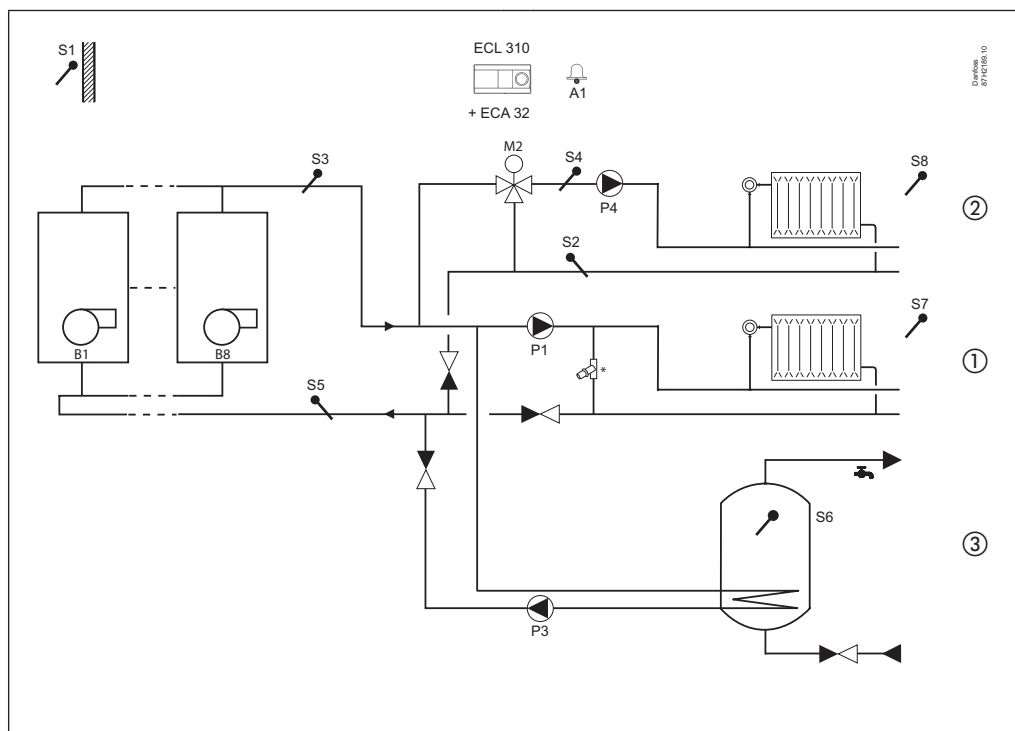 S1
ECL 310
A1
+ ECA 32
Danfoss
87H2189.10
M2
S3
S4
S8
P4
②
S2
S7
B1
B8
P1
*
①
S5
S6
③
P3